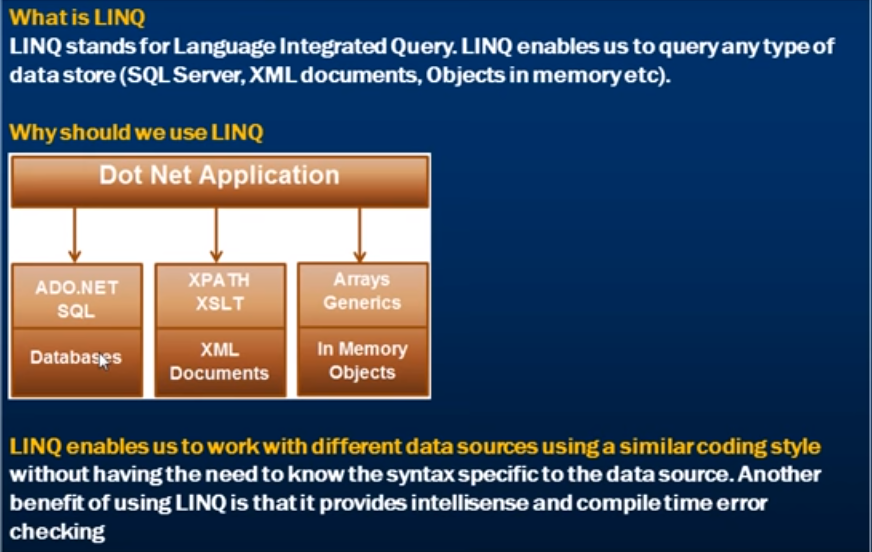 What is LINQ
LINQ stands for Language Integrated Query. LINQ enables us to query any type of
data store (SQL Server, XML documents, Objects in memory etc).
Why should we use LINQ
Dot Net Application
ADO.NET
SQL
Databases
XPATH
XSLT
XML
Documents
Arrays
Generics
In Memory
Objects
LINQ enables us to work with different data sources using a similar coding style
without having the need to know the syntax specific to the data source. Another
benefit of using LINQ is that it provides intellisense and compile time error
checking